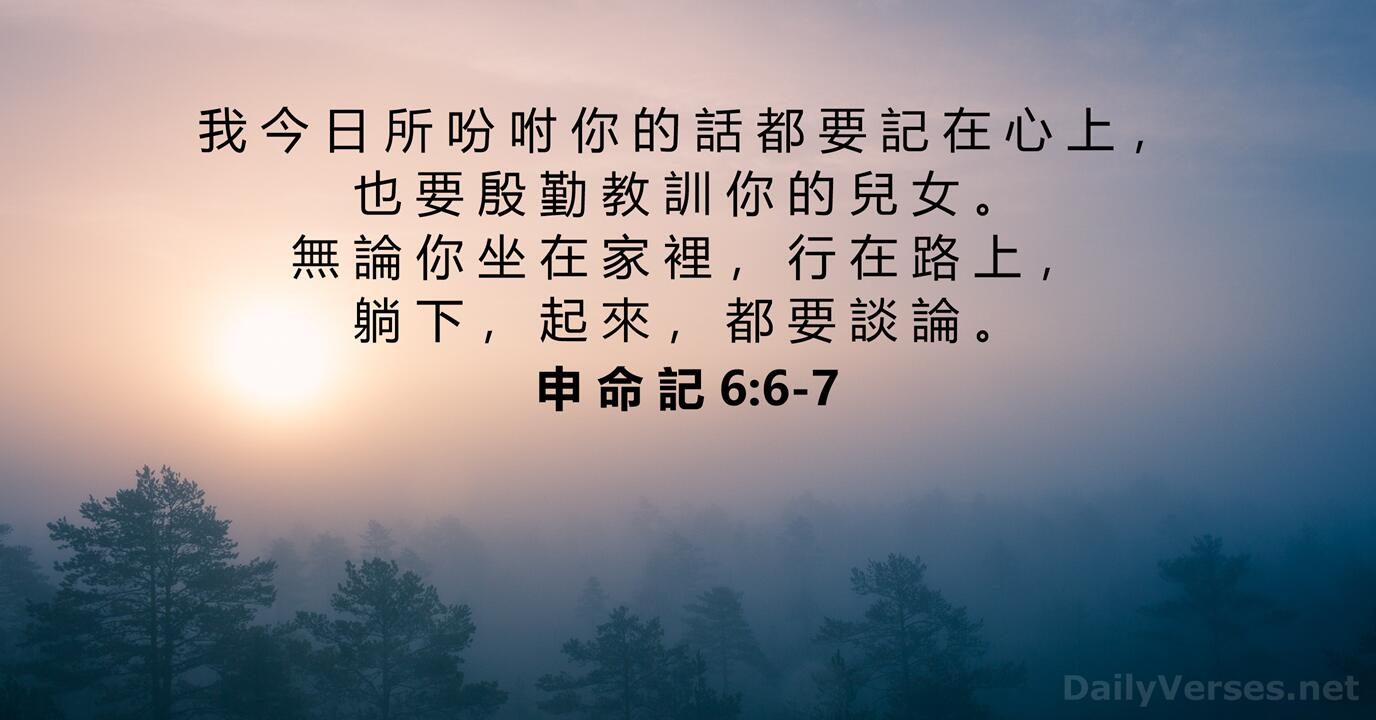 我今日所吩咐你的話都要記在心上，
也要殷勤教訓你的兒女。
無論你坐在家裡，行在路上，
躺下，起來，都要談論。
申命記 6:6-7
DailyVerses.net